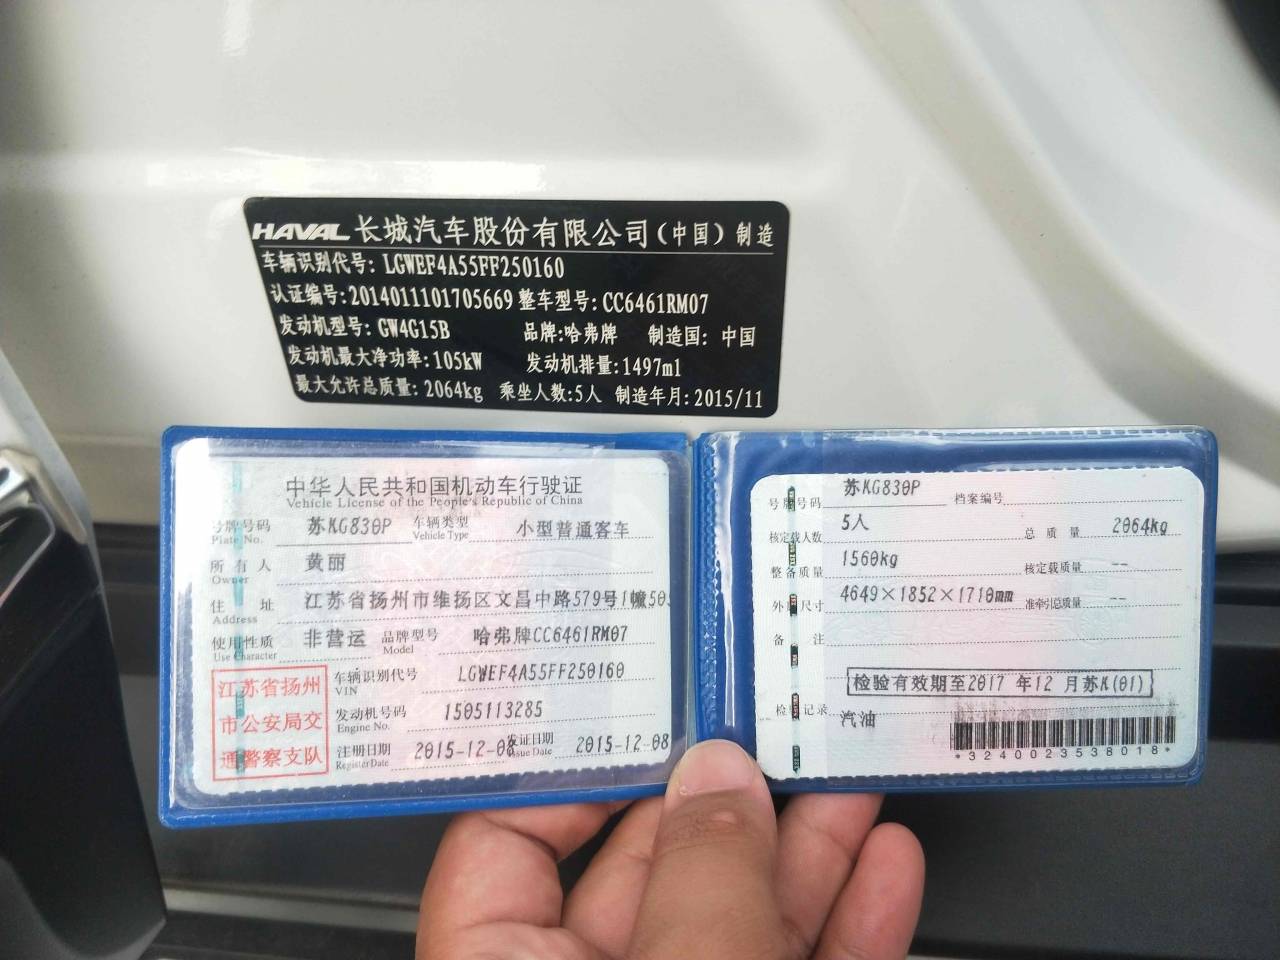 HAVAL 长城汽车股份有限公司(中国)制造
车辆识别代号: LGWEF4A55FF250160
认证编号:2014011101705669 整车型号: CC6461RM07
发动机型号: GW4G15B 品牌:哈弗牌 制造国: 中国
发动机最大净功率: 105kW 发动机排量: 1497ml
最大允许总质量: 2064kg 乘坐人数:5人 制造年月: 2015/11
中华人民共和国机动车行驶证
Vehicle License of the People's Republic of China
号牌号码 苏KG830P 车辆类型 小型普通客车
Plate No. Vehicle Type
所有人 黄丽
Owner
住址 江苏省扬州市维扬区文昌中路579号1幢50
Address
使用性质 非营运 品牌型号 哈弗牌CC6461RM07
Use Character Model
车辆识别代号 LGWEF4A55FF250160
VIN
发动机号码 1505113285
Engine No.
注册日期 2015-12-08 发证日期 2015-12-08
Register Date Issue Date
江苏省扬州
市公安局交
通警察支队
号牌号码 苏KG830P 档案编号
核定载人数 5人 总质量 2064kg
整备质量 1560kg 核定载质量 --
外廓尺寸 4649×1852×1710mm 准牵引总质量 --
备注
检验有效期至2017 年12 月苏K(01)
检验记录
汽油
*3240023538018*